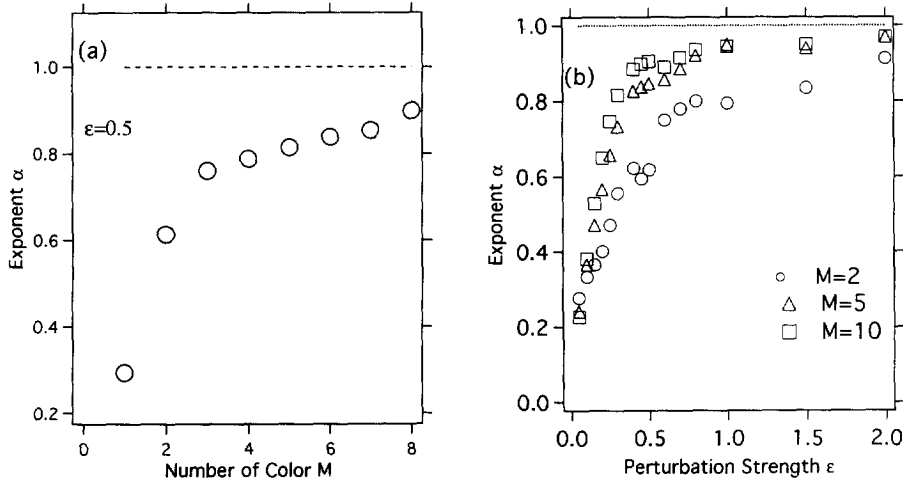 (a)
1.0
0.8
0.6
0.4
0.2
ε=0.5
Exponent α
0 2 4 6 8
Number of Color M
(b)
1.0
0.8
0.6
0.4
0.2
0.0
Exponent α
M=2
M=5
M=10
0.0 0.5 1.0 1.5 2.0
Perturbation Strength ε